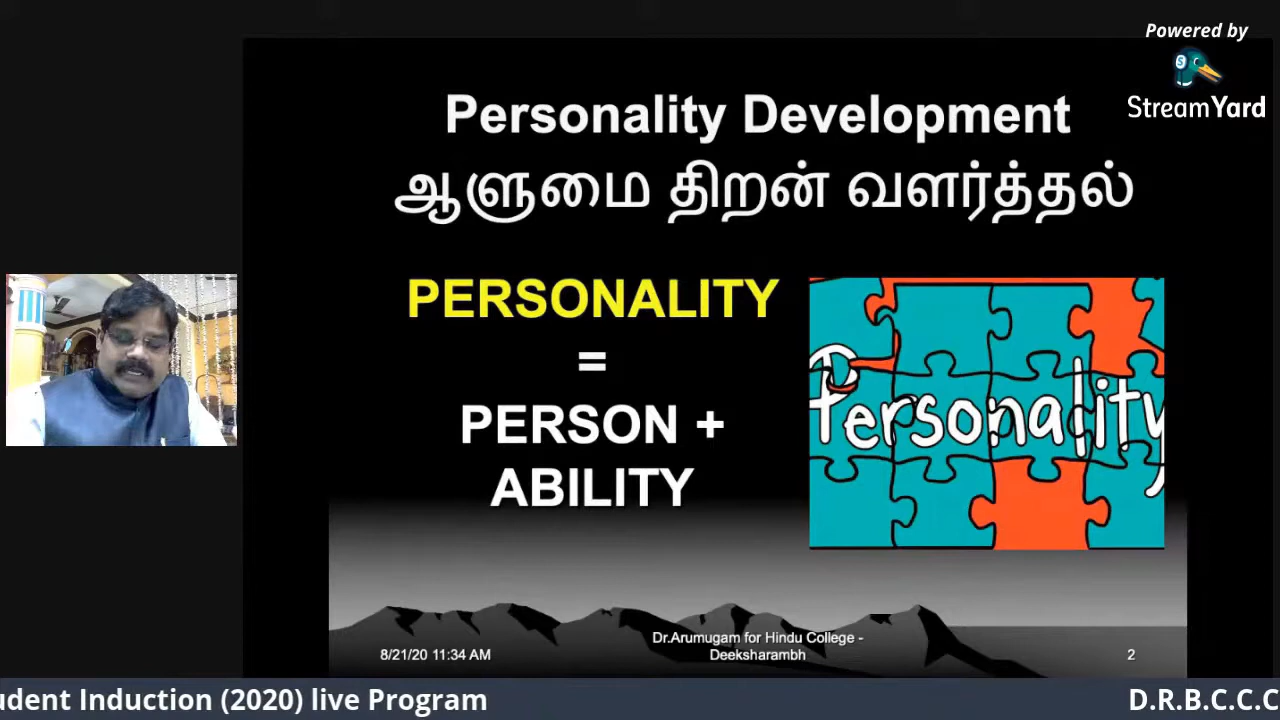 Powered by
StreamYard
Personality Development
ஆளுமை திறன் வளர்த்தல்
PERSONALITY
=
PERSON +
ABILITY
Personality
Dr.Arumugam for Hindu College -
Deeksharambh
8/21/20 11:34 AM
2
udent Induction (2020) live Program
D.R.B.C.C.C